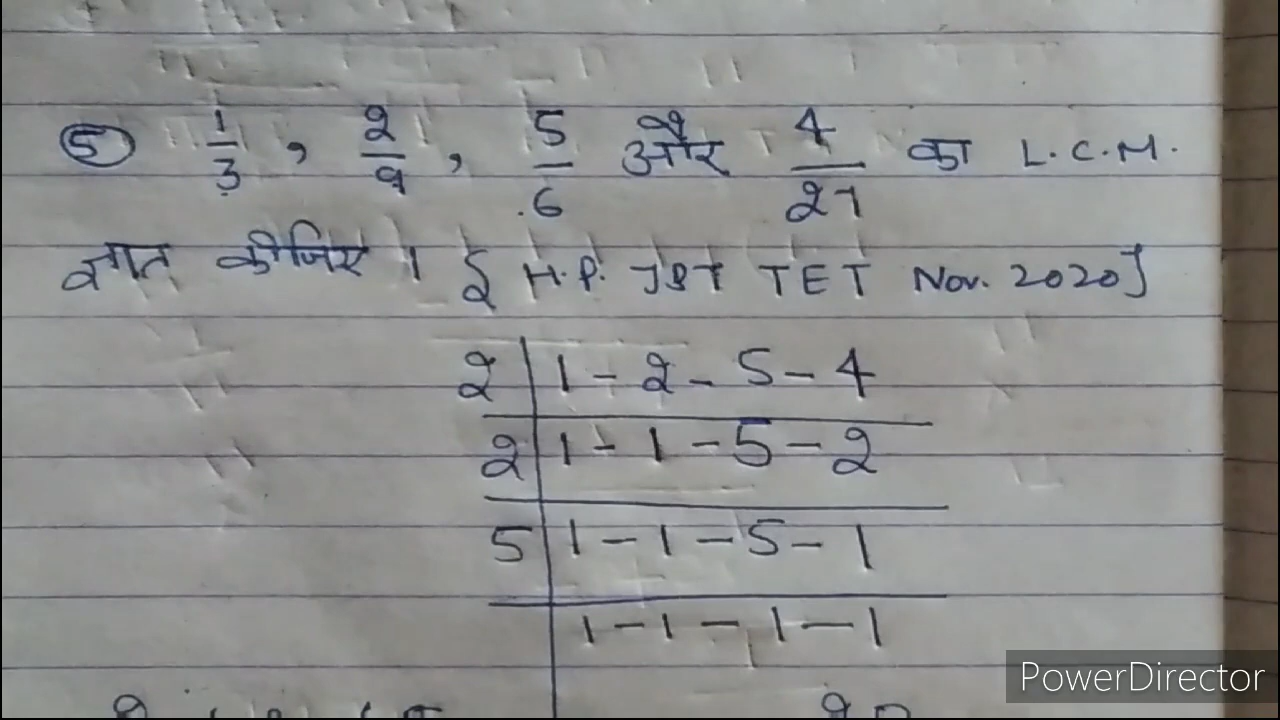 ⑤ 1/3 , 2/9 , 5/6 और 4/27 का L.C.M.
ज्ञात कीजिए । [ H.P. JBT TET Nov. 2020]
2 | 1 - 2 - 5 - 4
2 | 1 - 1 - 5 - 2
5 | 1 - 1 - 5 - 1
1 - 1 - 1 - 1
PowerDirector